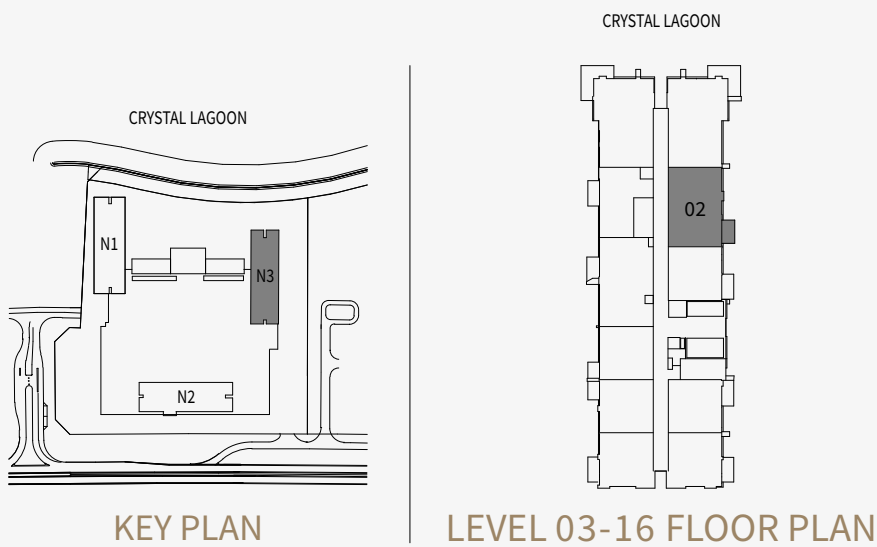 CRYSTAL LAGOON
N1
N3
N2
KEY PLAN
CRYSTAL LAGOON
02
LEVEL 03-16 FLOOR PLAN